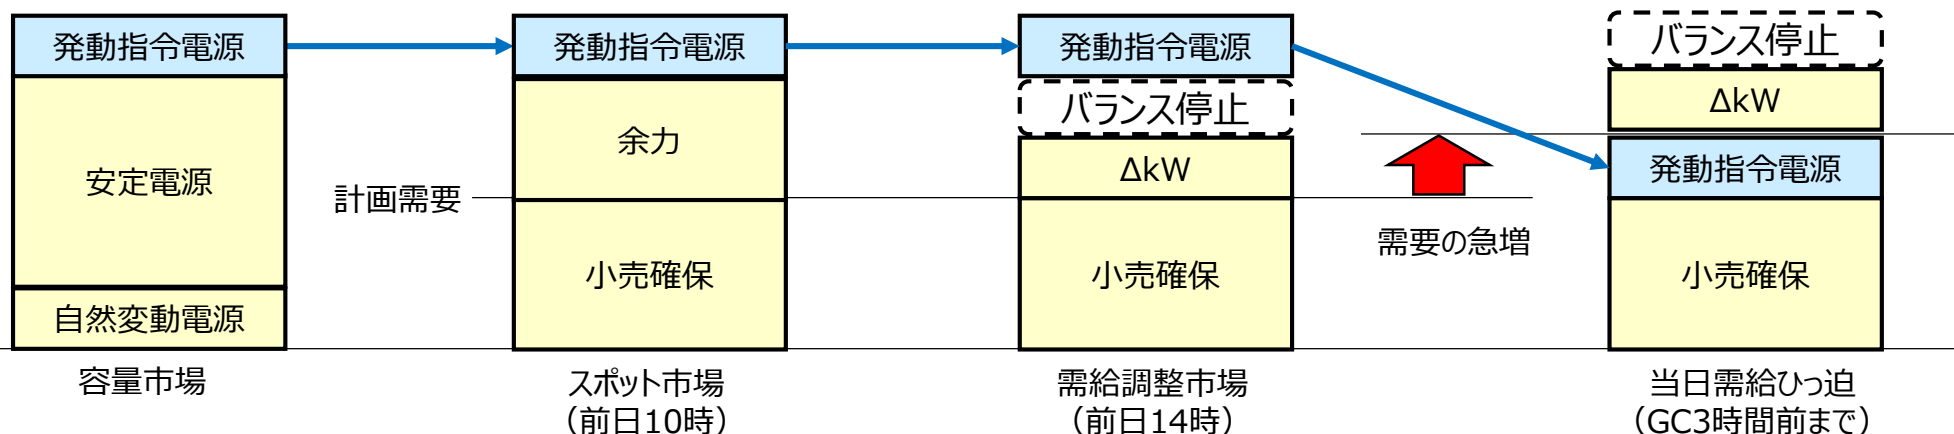 発動指令電源
安定電源
自然変動電源
容量市場
計画需要
発動指令電源
余力
小売確保
スポット市場
（前日10時）
発動指令電源
バランス停止
ΔkW
小売確保
需給調整市場
（前日14時）
需要の急増
バランス停止
ΔkW
発動指令電源
小売確保
当日需給ひっ迫
（GC3時間前まで）